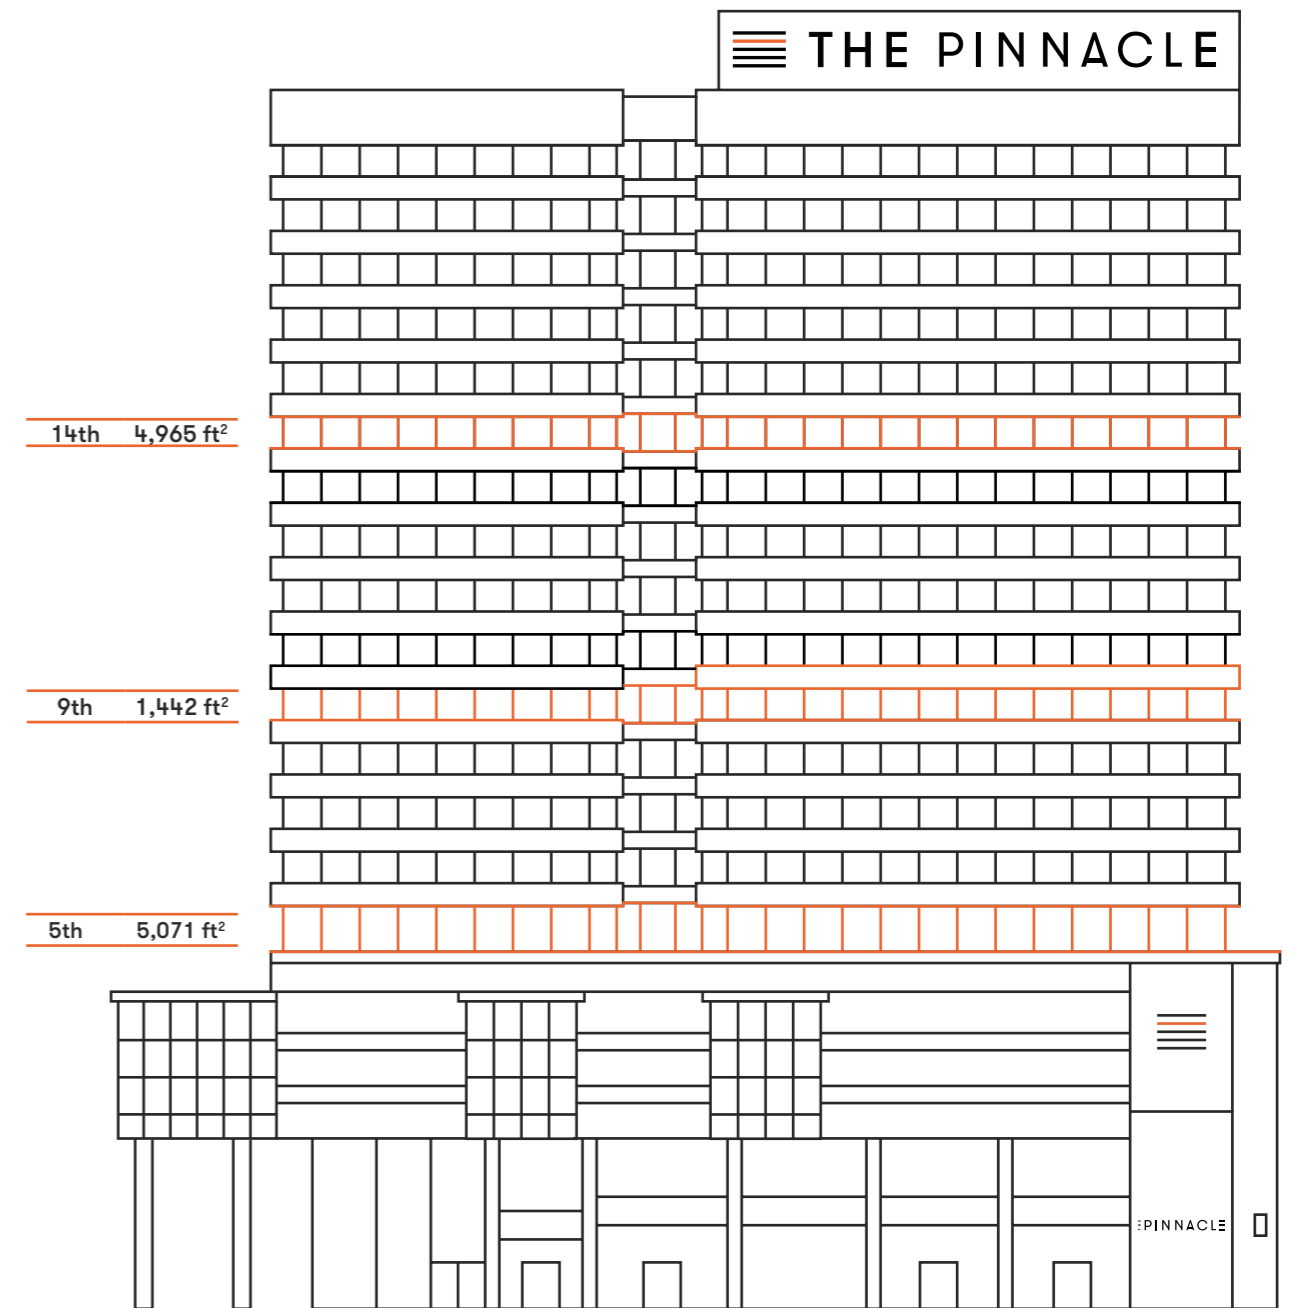 THE PINNACLE
14th 4,965 ft²
9th 1,442 ft²
5th 5,071 ft²
PINNACLE